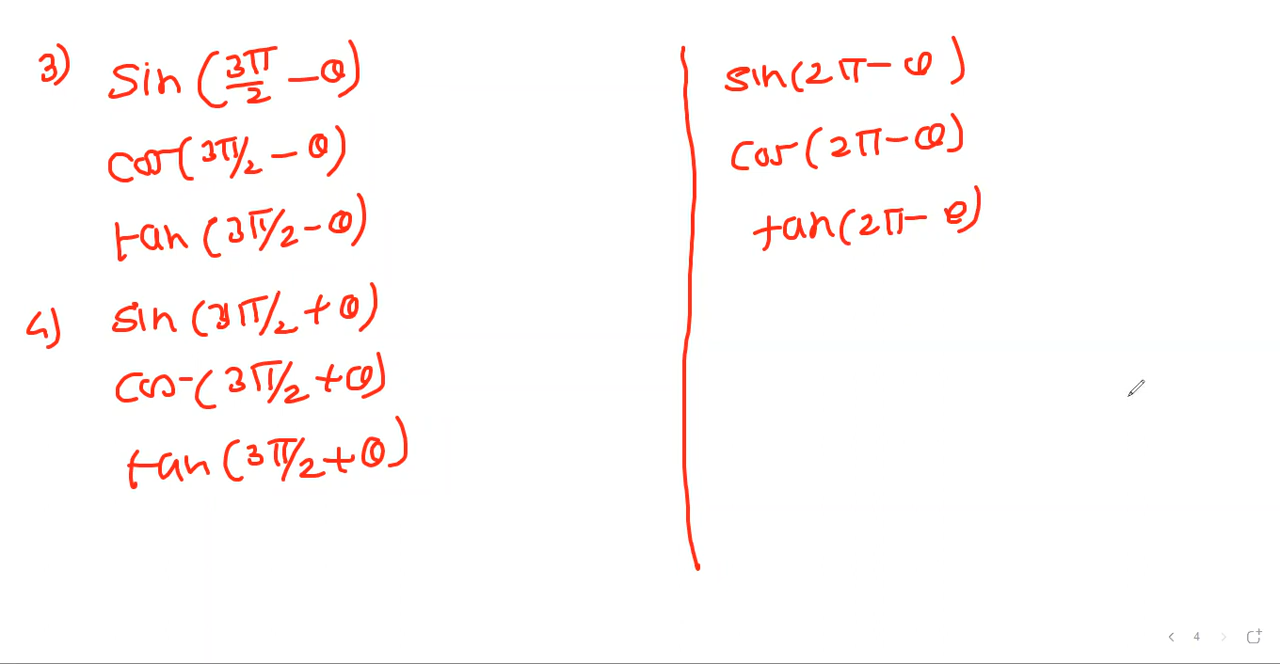 3) sin (3π/2 - θ)
cos (3π/2 - θ)
tan (3π/2 - θ)
4) sin (3π/2 + θ)
cos (3π/2 + θ)
tan (3π/2 + θ)
sin (2π - θ)
cos (2π - θ)
tan (2π - θ)
< 4 >